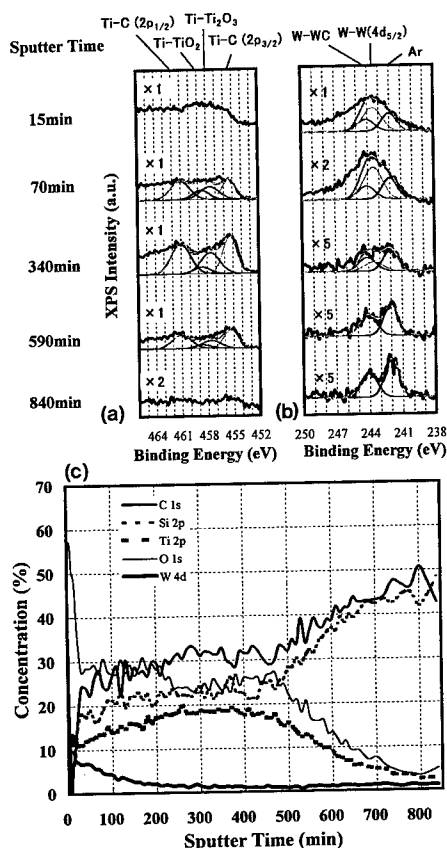 Ti-C (2p1/2)
Ti-Ti2O3
Ti-TiO2
Ti-C (2p3/2)
W-WC
W-W(4d5/2)
Ar
Sputter Time
15min
70min
340min
590min
840min
XPS Intensity (a.u.)
×1
×1
×1
×1
×2
(a)
464 461 458 455 452
Binding Energy (eV)
×1
×2
×5
×5
×5
(b)
250 247 244 241 238
Binding Energy (eV)
(c)
C 1s
Si 2p
Ti 2p
O 1s
W 4d
Concentration (%)
70
60
50
40
30
20
10
0
0 100 200 300 400 500 600 700 800
Sputter Time (min)